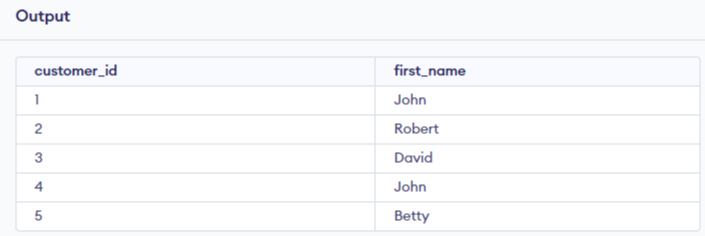 Output
customer_id first_name
1 John
2 Robert
3 David
4 John
5 Betty